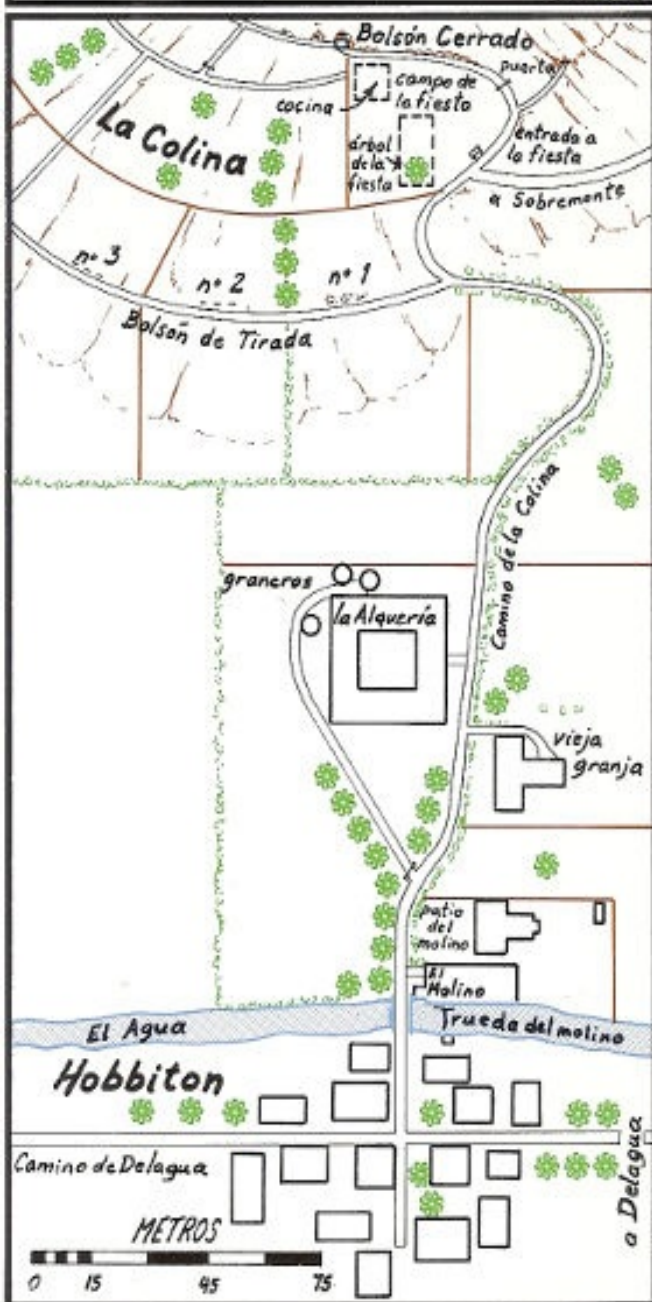 Bolsón Cerrado
puerta
cocina
campo de
la fiesta
La Colina
árbol
de la
fiesta
entrada a
la fiesta
a Sobremonte
nº 3
nº 2
nº 1
Bolsón de Tirada
Camino de la Colina
graneros
la Alquería
vieja
granja
patio
del
molino
El
Molino
El Agua
Trueda del molino
Hobbiton
Camino de Delagua
a Delagua
METROS
0 15 45 75